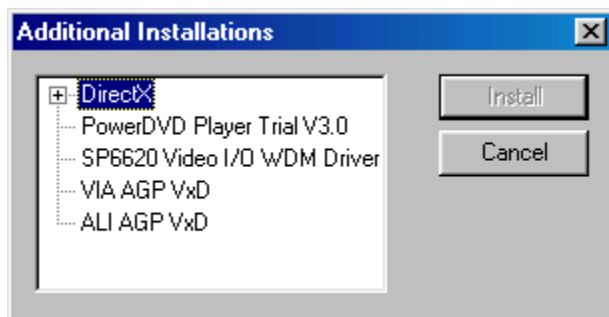 Additional Installations
DirectX
PowerDVD Player Trial V3.0
SP6620 Video I/O WDM Driver
VIA AGP VxD
ALI AGP VxD
Install
Cancel